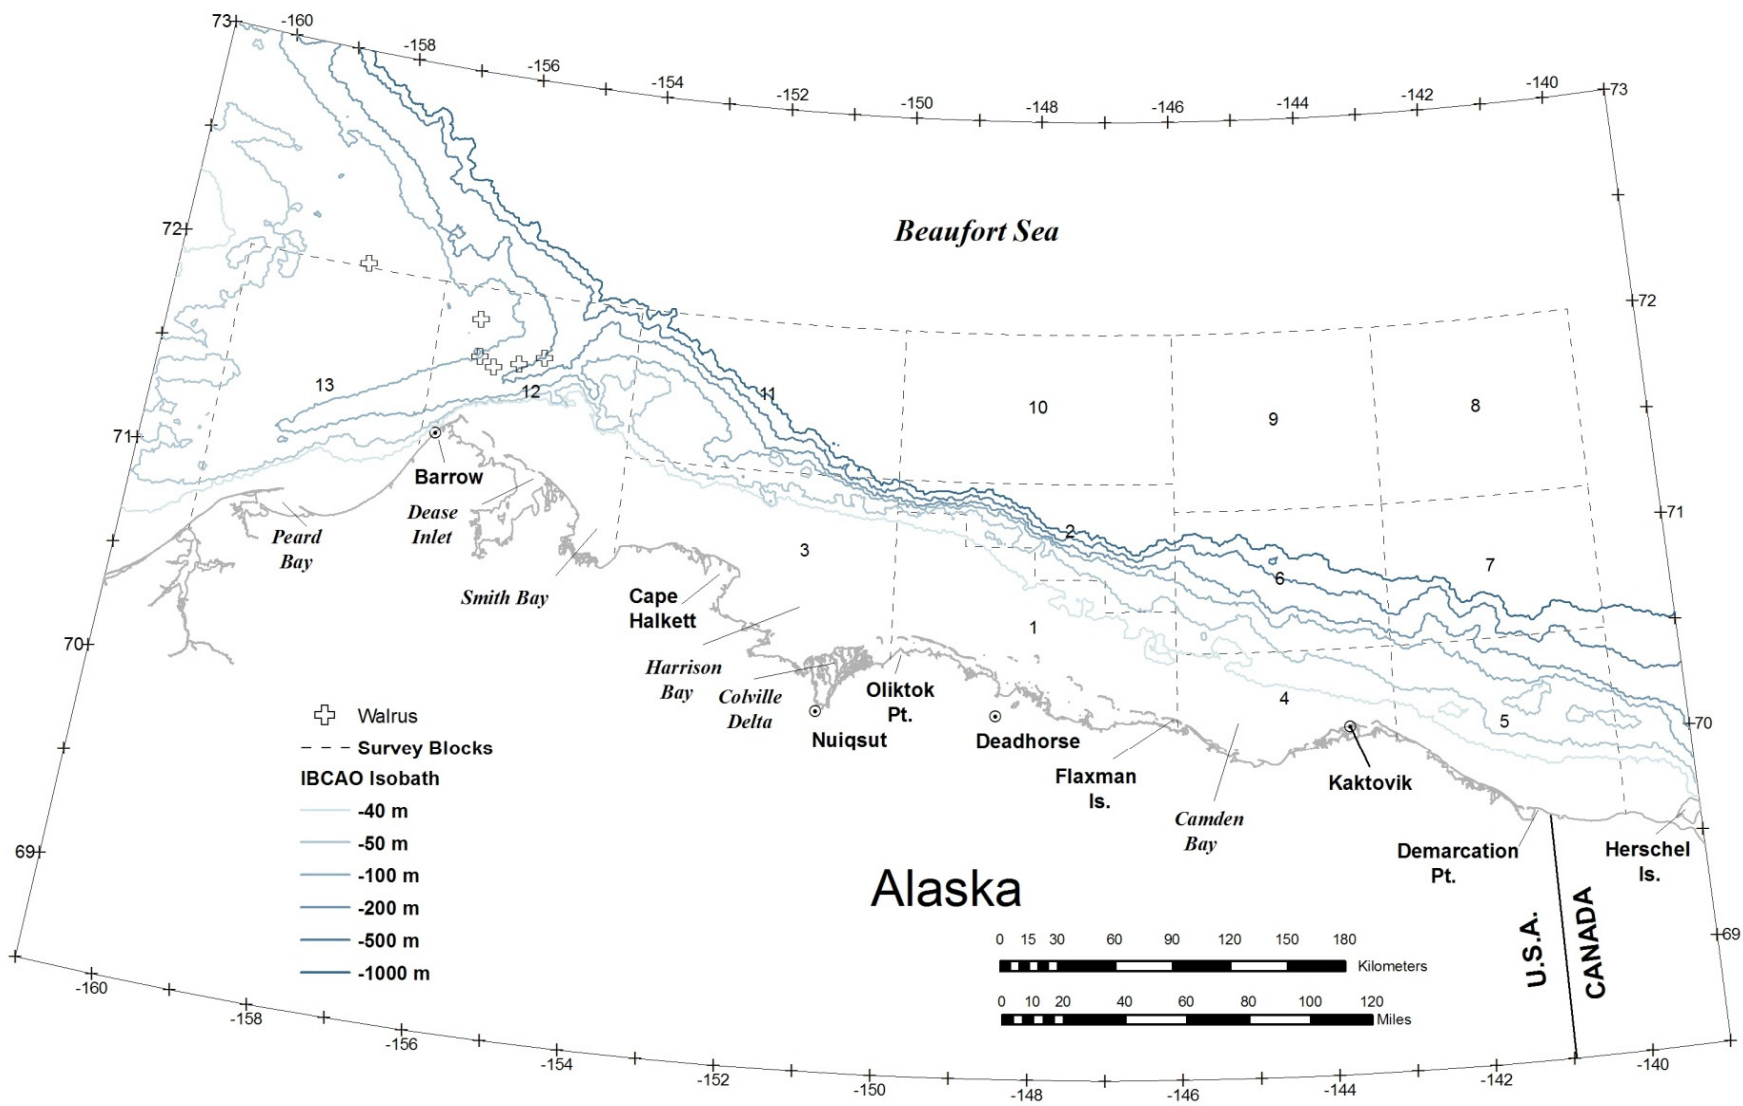 73
-160
-158
-156
-154
-152
-150
-148
-146
-144
-142
-140
73
72
Beaufort Sea
72
13
12
11
10
9
8
71
Barrow
Dease
Inlet
Peard
Bay
Smith Bay
3
2
6
7
71
Cape
Halkett
1
70
Harrison
Bay
Colville
Delta
Oliktok
Pt.
4
5
70
Nuiqsut
Deadhorse
Flaxman
Is.
Kaktovik
Camden
Bay
Demarcation
Pt.
Herschel
Is.
Walrus
Survey Blocks
IBCAO Isobath
-40 m
-50 m
-100 m
-200 m
-500 m
-1000 m
69
Alaska
U.S.A.
CANADA
69
0 15 30 60 90 120 150 180
Kilometers
0 10 20 40 60 80 100 120
Miles
-160
-158
-156
-154
-152
-150
-148
-146
-144
-142
-140